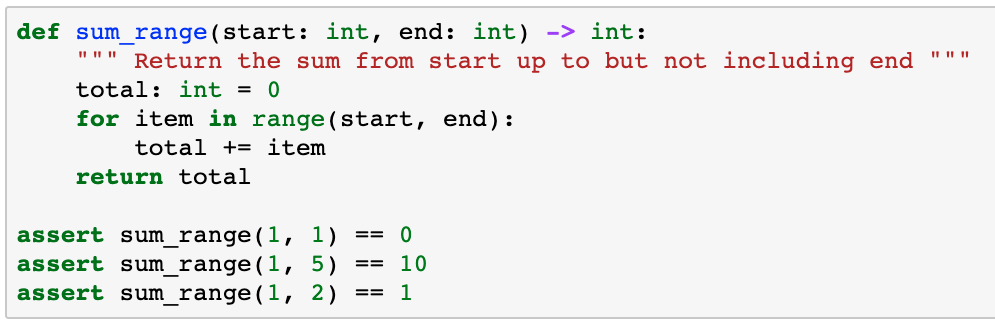 def sum_range(start: int, end: int) -> int:
    """ Return the sum from start up to but not including end """
    total: int = 0
    for item in range(start, end):
        total += item
    return total

assert sum_range(1, 1) == 0
assert sum_range(1, 5) == 10
assert sum_range(1, 2) == 1